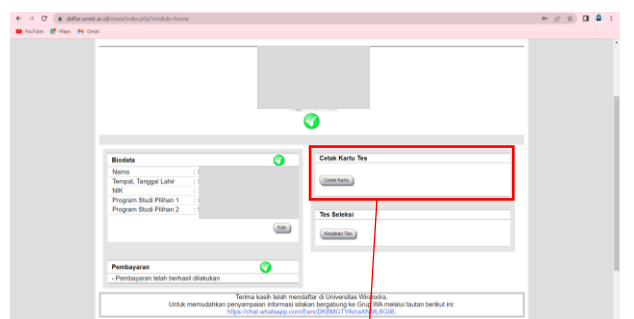 daftar.unwir.ac.id/siswa/index.php?module=home
YouTube Maps Gmail
Biodata
Nama :
Tempat, Tanggal Lahir :
NIK :
Program Studi Pilihan 1 :
Program Studi Pilihan 2 :
Edit
Cetak Kartu Tes
Cetak Kartu
Tes Seleksi
Kerjakan Tes
Pembayaran
- Pembayaran telah berhasil dilakukan
Terima kasih telah mendaftar di Universitas Wiralodra.
Untuk memudahkan penyampaian informasi silakan bergabung ke Grup WA melalui tautan berikut ini: